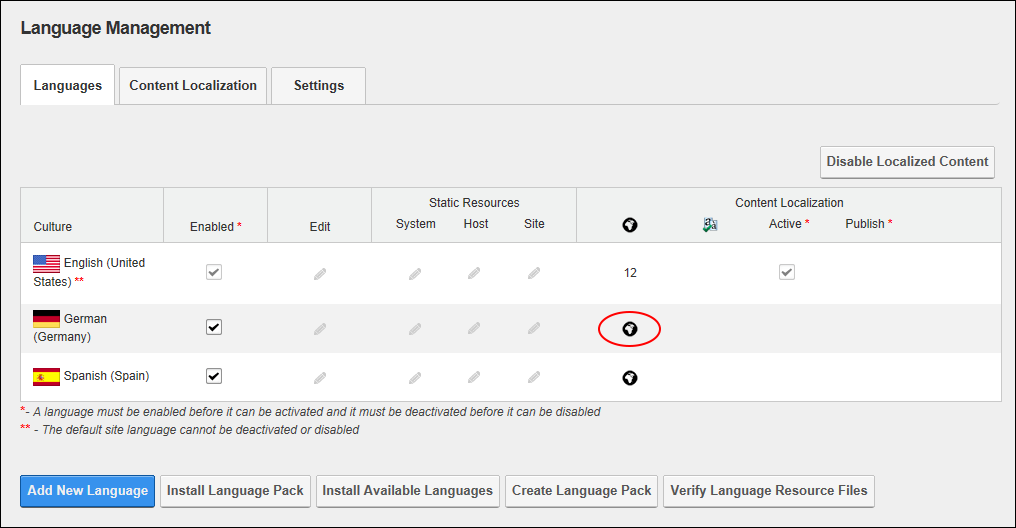 Language Management
Languages
Content Localization
Settings
Disable Localized Content
Static Resources
Content Localization
Culture
Enabled *
Edit
System
Host
Site
Active *
Publish *
English (United
States) **
12
German
(Germany)
Spanish (Spain)
*- A language must be enabled before it can be activated and it must be deactivated before it can be disabled
** - The default site language cannot be deactivated or disabled
Add New Language
Install Language Pack
Install Available Languages
Create Language Pack
Verify Language Resource Files